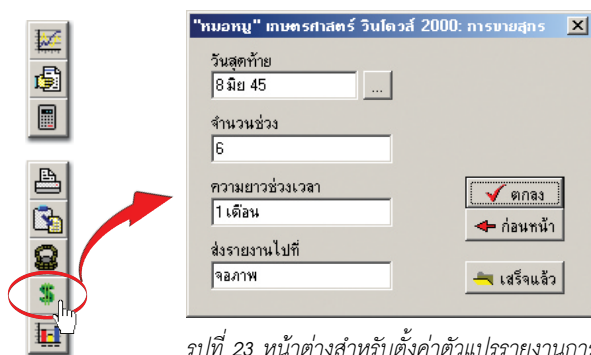 "หมอหมู" เกษตรศาสตร์ วินโดวส์ 2000: การขายสุกร
วันสุดท้าย
8 มิย 45
...
จำนวนช่วง
6
ความยาวช่วงเวลา
1 เดือน
ส่งรายงานไปที่
จอภาพ
ตกลง
ก่อนหน้า
เสร็จแล้ว
$
รูปที่ 23 หน้าต่างสำหรับตั้งค่าตัวแปรรายงานการ